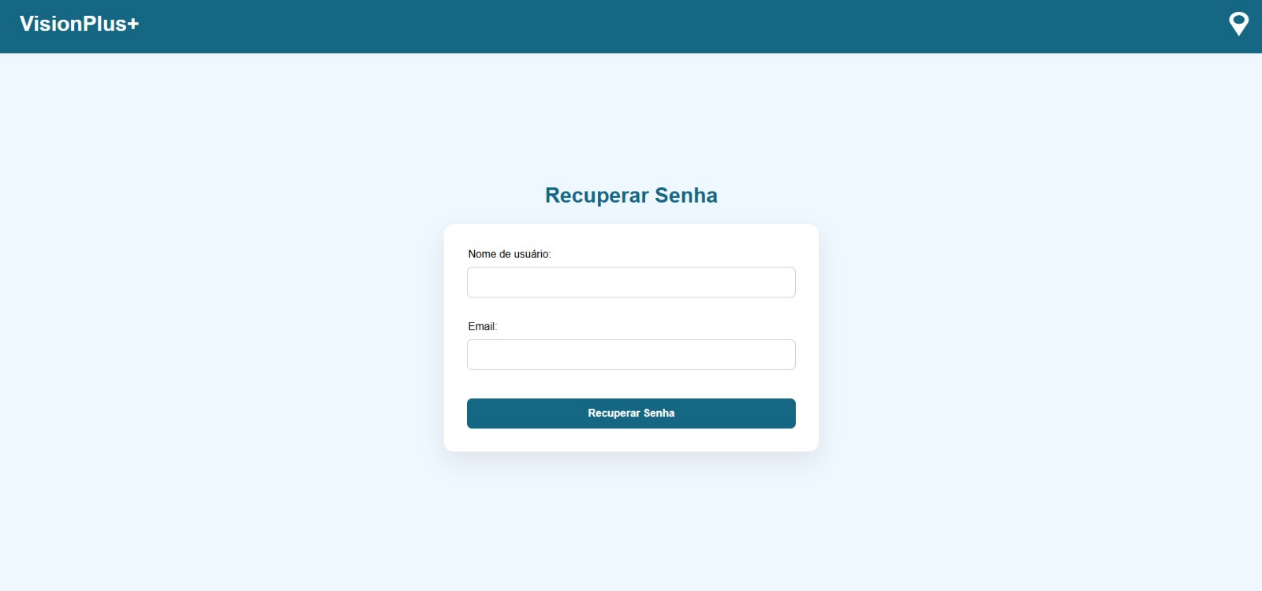 VisionPlus+
Recuperar Senha
Nome de usuário:
Email:
Recuperar Senha